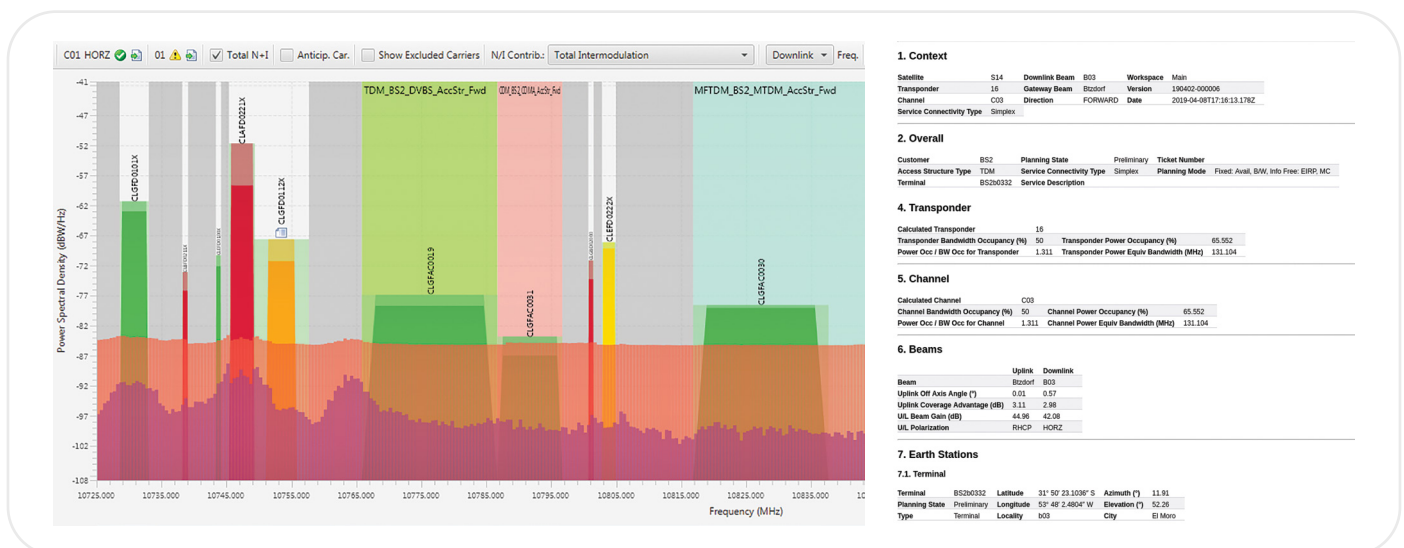 C01 HORZ 01 Total N+I Anticip. Car. Show Excluded Carriers N/I Contrib.: Total Intermodulation Downlink Freq.
-41
-47
-52
-57
-62
-67
-72
-77
-82
-87
-92
-97
-102
-108
Power Spectral Density (dBW/Hz)
TDM_BS2_DVBS_AccStr_Fwd
MFTDM_BS2_MTDM_AccStr_Fwd
CLGFD0101X
CLAFD0221X
CLGFD0112X
CLGFAC0019
CLGFAC0031
CLEFD0222X
CLGFAC0030
10725.000 10735.000 10745.000 10755.000 10765.000 10775.000 10785.000 10795.000 10805.000 10815.000 10825.000 10835.000
Frequency (MHz)
1. Context
Satellite S14 Downlink Beam B03 Workspace Main
Transponder 16 Gateway Beam Btzdorf Version 190402-000006
Channel C03 Direction FORWARD Date 2019-04-08T17:16:13.178Z
Service Connectivity Type Simplex
2. Overall
Customer BS2 Planning State Preliminary Ticket Number
Access Structure Type TDM Service Connectivity Type Simplex Planning Mode Fixed: Avail, B/W, Info Free: EIRP, MC
Terminal BS2b0332 Service Description
4. Transponder
Calculated Transponder 16
Transponder Bandwidth Occupancy (%) 50 Transponder Power Occupancy (%) 65.552
Power Occ / BW Occ for Transponder 1.311 Transponder Power Equiv Bandwidth (MHz) 131.104
5. Channel
Calculated Channel C03
Channel Bandwidth Occupancy (%) 50 Channel Power Occupancy (%) 65.552
Power Occ / BW Occ for Channel 1.311 Channel Power Equiv Bandwidth (MHz) 131.104
6. Beams
Uplink Downlink
Beam Btzdorf B03
Uplink Off Axis Angle (°) 0.01 0.57
Uplink Coverage Advantage (dB) 3.11 2.98
U/L Beam Gain (dB) 44.96 42.08
U/L Polarization RHCP HORZ
7. Earth Stations
7.1. Terminal
Terminal BS2b0332 Latitude 31° 50' 23.1036" S Azimuth (°) 11.91
Planning State Preliminary Longitude 53° 48' 2.4804" W Elevation (°) 52.26
Type Terminal Locality b03 City El Moro